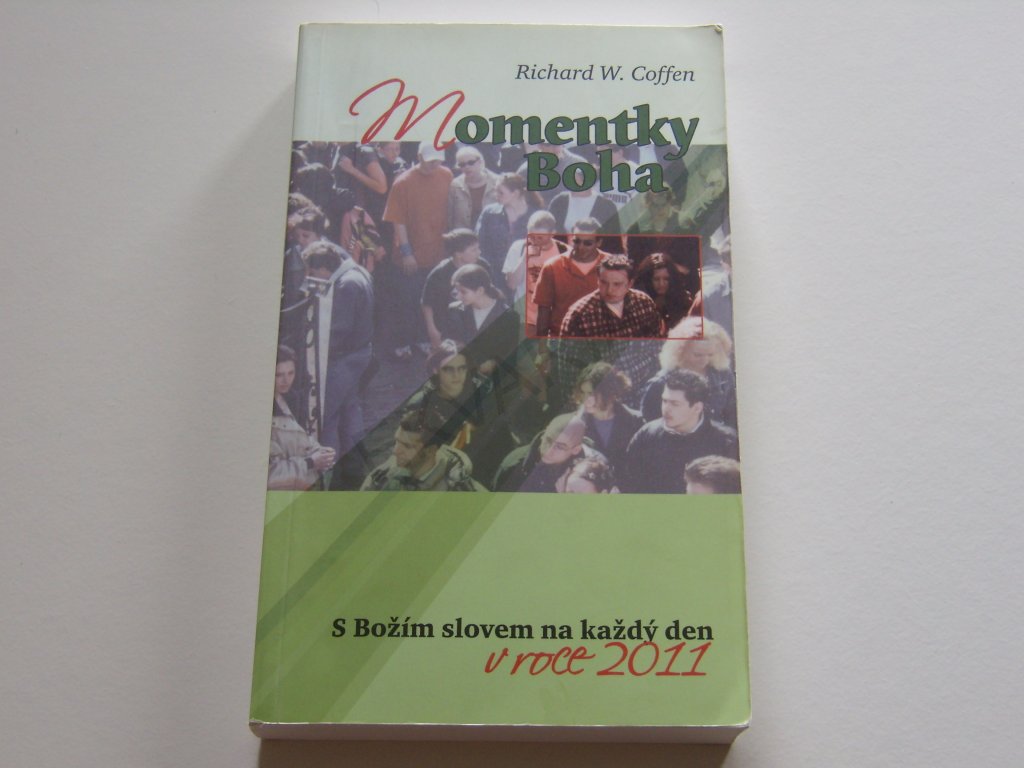 Richard W. Coffen
Momentky
Boha
S Božím slovem na každý den
v roce 2011